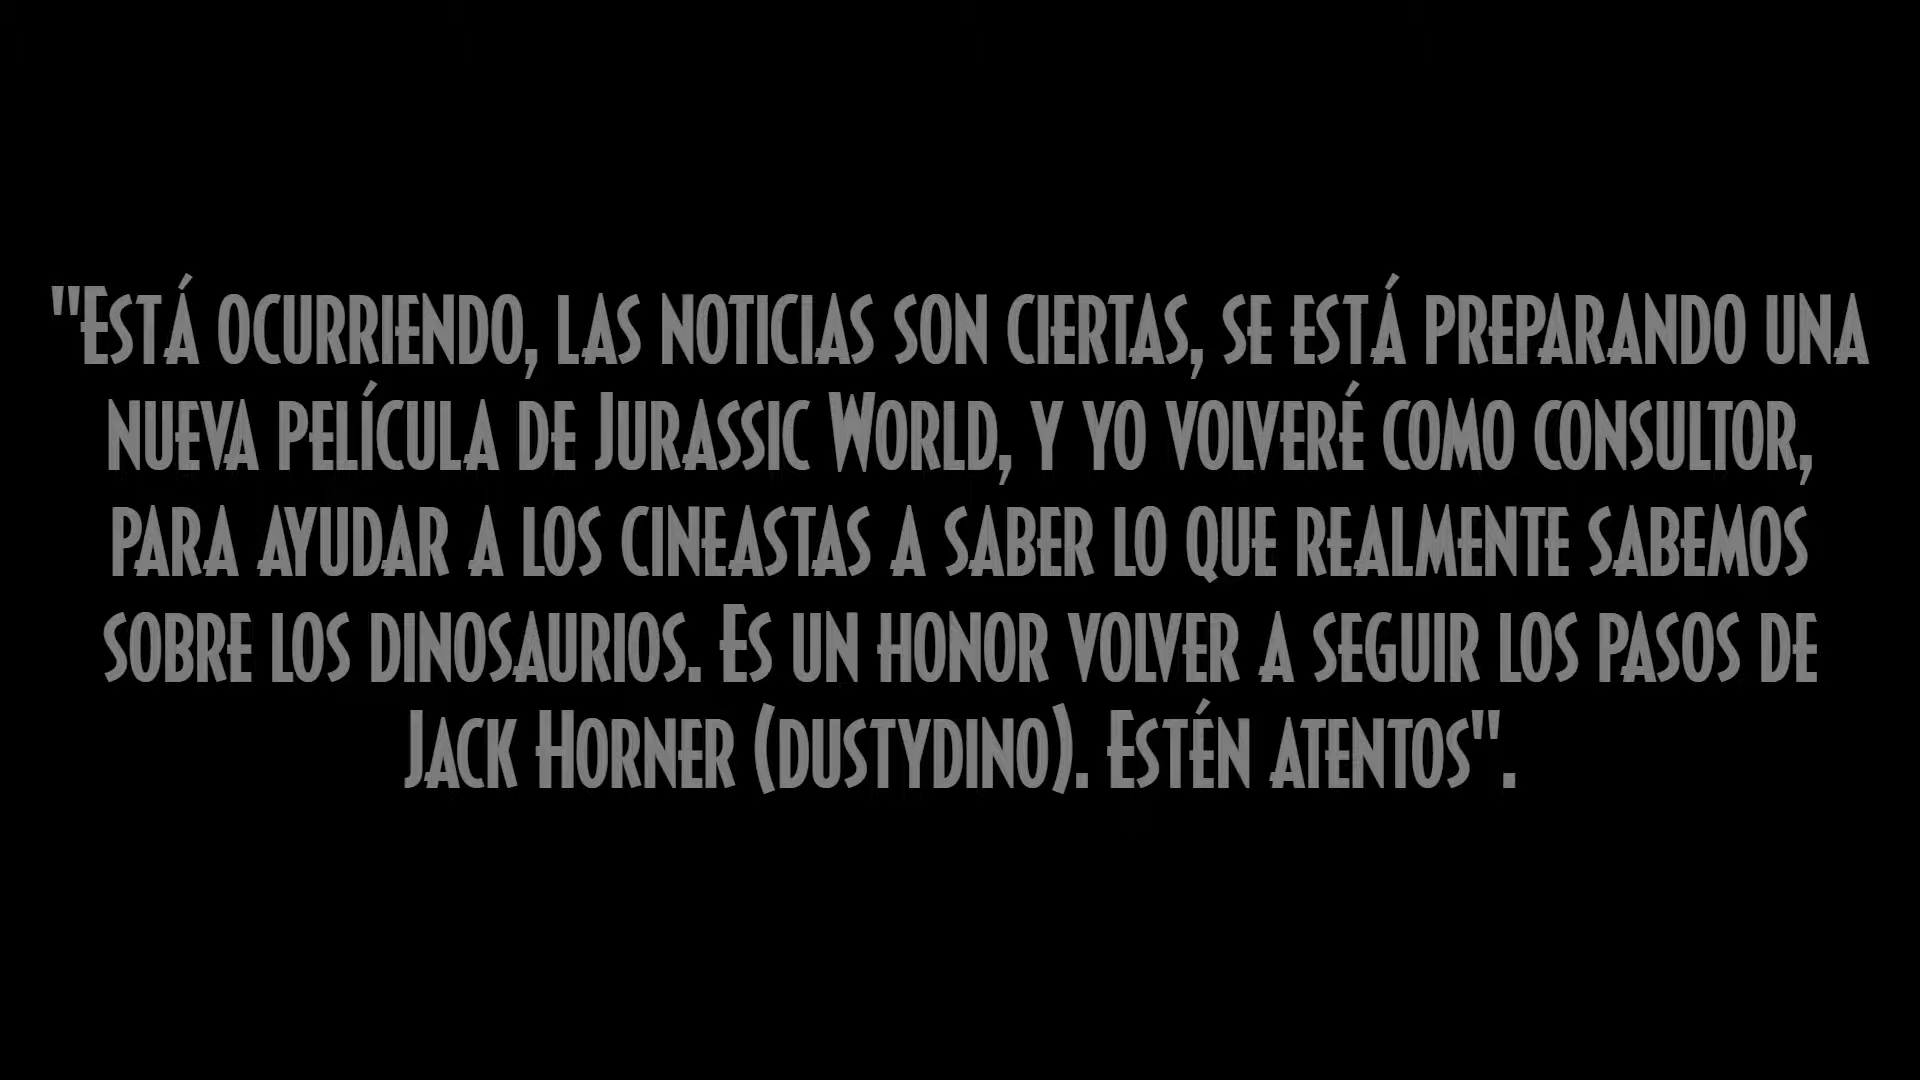 "Está ocurriendo, las noticias son ciertas, se está preparando una
nueva película de Jurassic World, y yo volveré como consultor,
para ayudar a los cineastas a saber lo que realmente sabemos
sobre los dinosaurios. Es un honor volver a seguir los pasos de
Jack Horner (dustydino). Estén atentos".